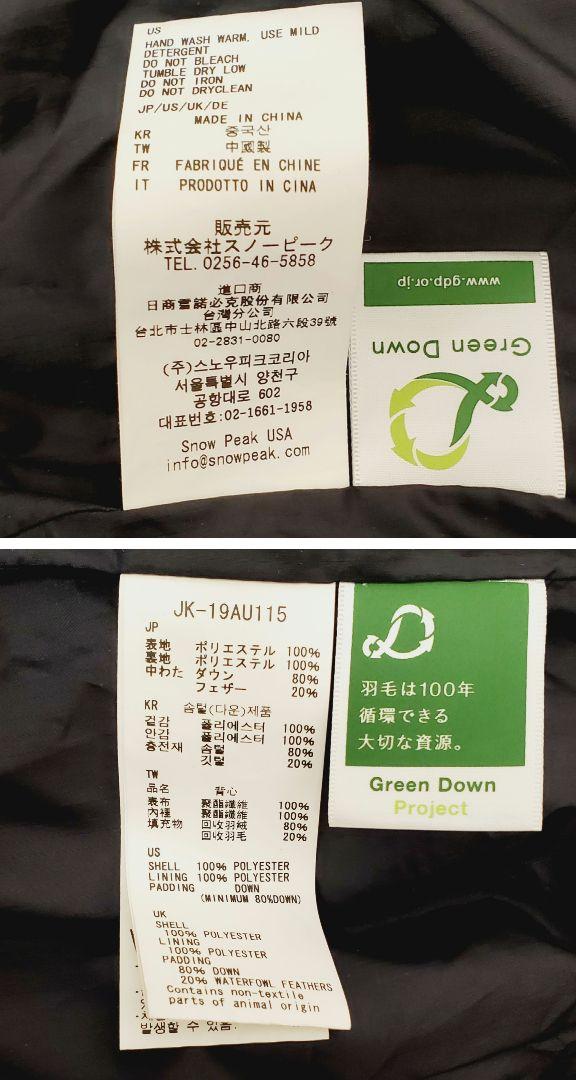 US
HAND WASH WARM, USE MILD
DETERGENT
DO NOT BLEACH
TUMBLE DRY LOW
DO NOT IRON
DO NOT DRYCLEAN
JP/US/UK/DE
MADE IN CHINA
KR 중국산
TW 中國製
FR FABRIQUÉ EN CHINE
IT PRODOTTO IN CINA
販売元
株式会社スノーピーク
TEL. 0256-46-5858
進口商
日商雪諾必克股份有限公司
台灣分公司
台北市士林區中山北路六段39號
02-2831-0080
(주)스노우피크코리아
서울특별시 양천구
공항대로 602
대표번호:02-1661-1958
Snow Peak USA
info@snowpeak.com
www.gdp.or.jp
Green Down
JK-19AU115
JP
表地 ポリエステル 100%
裏地 ポリエステル 100%
中わた ダウン 80%
フェザー 20%
KR 솜털(다운)제품
겉감 폴리에스터 100%
안감 폴리에스터 100%
충전재 솜털 80%
깃털 20%
TW
品名 背心
表布 聚酯纖維 100%
內裡 聚酯纖維 100%
填充物 回收羽絨 80%
回收羽毛 20%
US
SHELL 100% POLYESTER
LINING 100% POLYESTER
PADDING DOWN
(MINIMUM 80%DOWN)
UK
SHELL
100% POLYESTER
LINING
100% POLYESTER
PADDING
80% DOWN
20% WATERFOWL FEATHERS
Contains non-textile
parts of animal origin
발생할 수 있음.
羽毛は100年
循環できる
大切な資源。
Green Down
Project